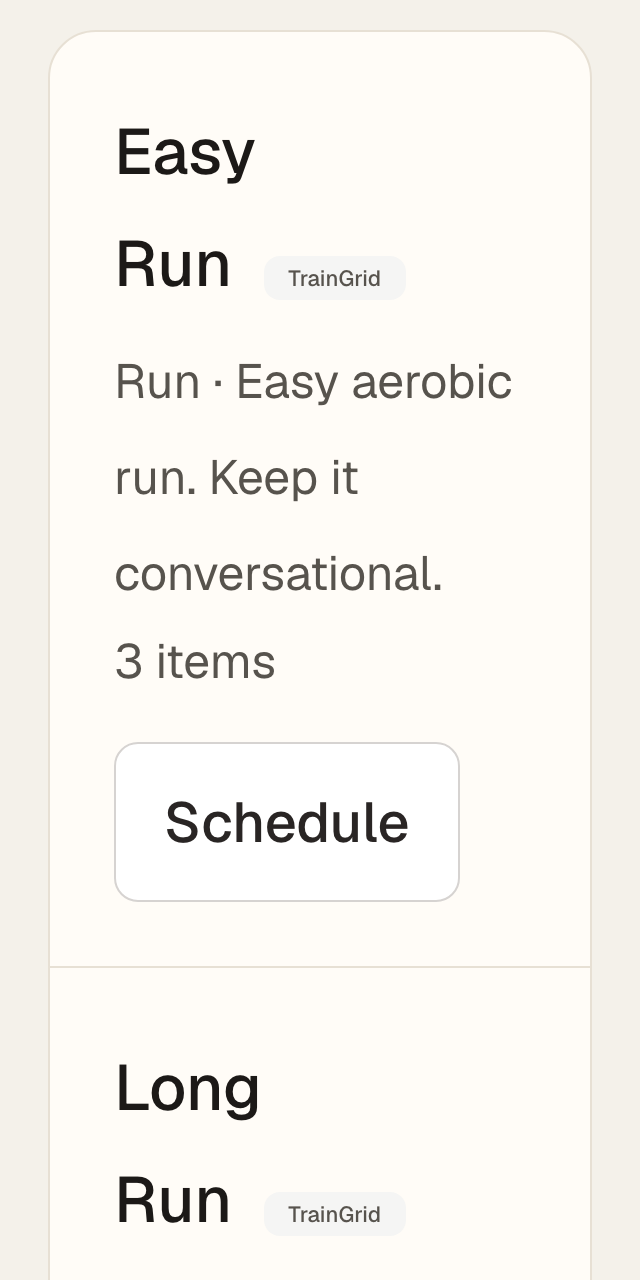 Easy
Run TrainGrid
Run · Easy aerobic
run. Keep it
conversational.
3 items
Schedule
Long
Run TrainGrid